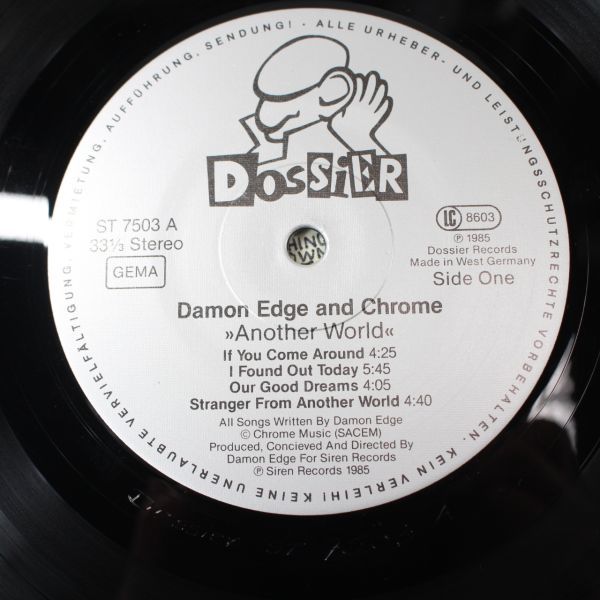 ALLE URHEBER- UND LEISTUNGSSCHUTZRECHTE VORBEHALTEN · KEIN VERLEIH! KEINE UNERLAUBTE VERVIELFÄLTIGUNG, VERMIETUNG, AUFFÜHRUNG, SENDUNG! ·
DOSSIER
ST 7503 A
33⅓ Stereo
GEMA
LC 8603
Ⓟ 1985
Dossier Records
Made in West Germany
Side One
HING
OWN
Damon Edge and Chrome
»Another World«
If You Come Around 4:25
I Found Out Today 5:45
Our Good Dreams 4:05
Stranger From Another World 4:40
All Songs Written By Damon Edge
© Chrome Music (SACEM)
Produced, Concieved And Directed By
Damon Edge For Siren Records
Ⓟ Siren Records 1985